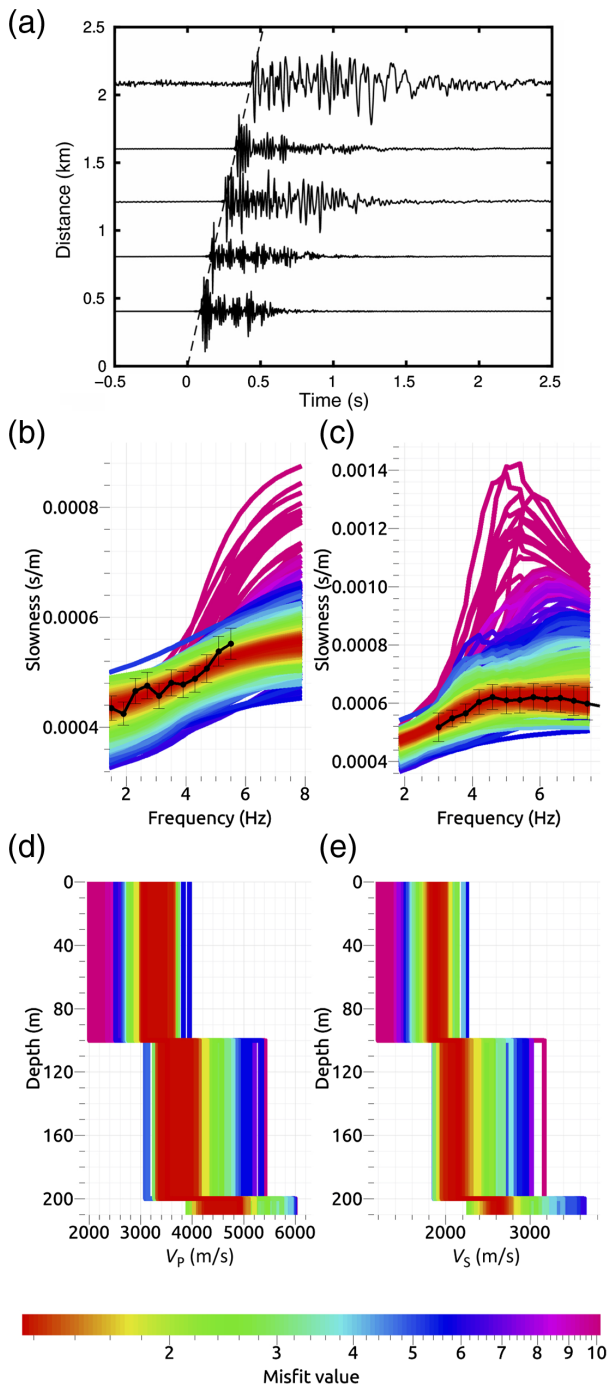 (a)
2.5
2
1.5
1
0.5
0
Distance (km)
−0.5 0 0.5 1 1.5 2 2.5
Time (s)
(b)
0.0008
0.0006
0.0004
Slowness (s/m)
2 4 6 8
Frequency (Hz)
(c)
0.0014
0.0012
0.0010
0.0008
0.0006
0.0004
Slowness (s/m)
2 4 6
Frequency (Hz)
(d)
0
40
80
120
160
200
Depth (m)
2000 3000 4000 5000 6000
VP (m/s)
(e)
0
40
80
120
160
200
Depth (m)
2000 3000
VS (m/s)
2 3 4 5 6 7 8 9 10
Misfit value